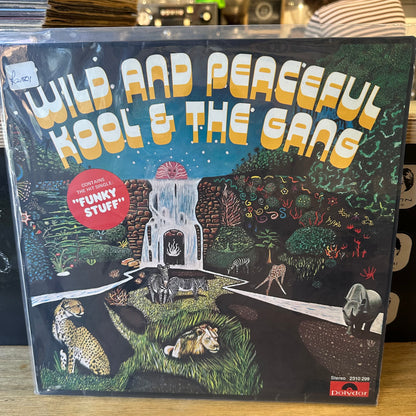 WILD AND PEACEFUL
KOOL & THE GANG
CONTAINS
THE HIT SINGLE
"FUNKY
STUFF"
Stereo 2310 299
Polydor